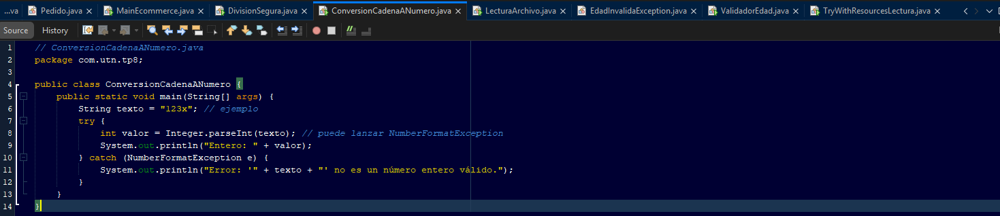 ...va Pedido.java MainEcommerce.java DivisionSegura.java ConversionCadenaANumero.java LecturaArchivo.java EdadInvalidaException.java ValidadorEdad.java TryWithResourcesLectura.java
Source History
1 // ConversionCadenaANumero.java
2 package com.utn.tp8;
3
4 public class ConversionCadenaANumero {
5 public static void main(String[] args) {
6 String texto = "123x"; // ejemplo
7 try {
8 int valor = Integer.parseInt(texto); // puede lanzar NumberFormatException
9 System.out.println("Entero: " + valor);
10 } catch (NumberFormatException e) {
11 System.out.println("Error: '" + texto + "' no es un número entero válido.");
12 }
13 }
14 }